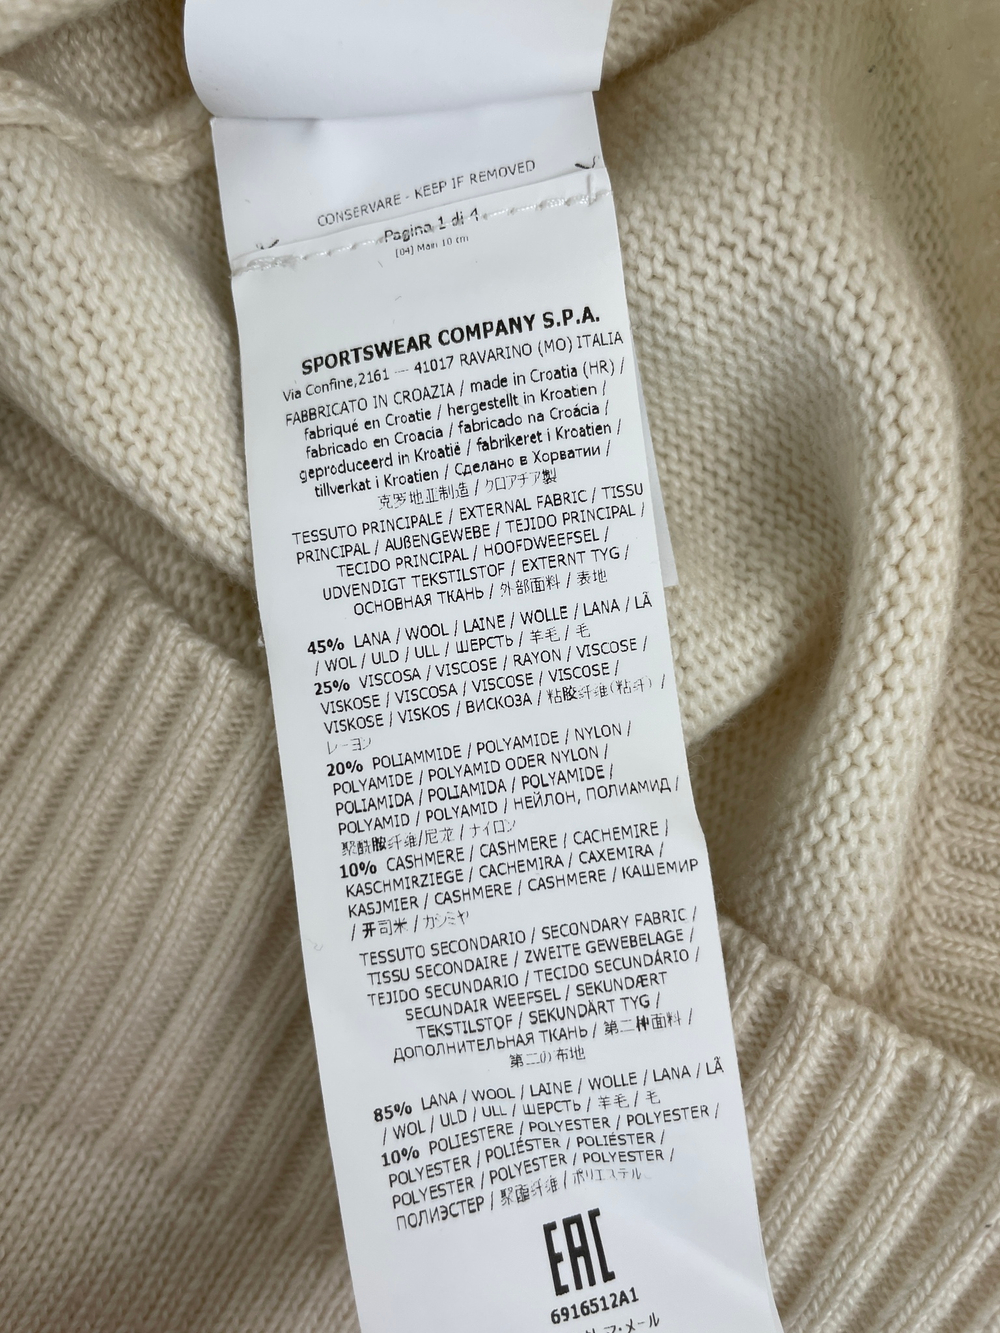 CONSERVARE - KEEP IF REMOVED
Pagina 1 di 4
[04] Main 10 cm
SPORTSWEAR COMPANY S.P.A.
Via Confine,2161 — 41017 RAVARINO (MO) ITALIA
FABBRICATO IN CROAZIA / made in Croatia (HR) /
fabriqué en Croatie / hergestellt in Kroatien /
fabricado en Croacia / fabricado na Croácia /
geproduceerd in Kroatië / fabrikeret i Kroatien /
tillverkat i Kroatien / Сделано в Хорватии /
克罗地亚制造 / クロアチア製
TESSUTO PRINCIPALE / EXTERNAL FABRIC / TISSU
PRINCIPAL / AUßENGEWEBE / TEJIDO PRINCIPAL /
TECIDO PRINCIPAL / HOOFDWEEFSEL /
UDVENDIGT TEKSTILSTOF / EXTERNT TYG /
ОСНОВНАЯ ТКАНЬ / 外部面料 / 表地
45% LANA / WOOL / LAINE / WOLLE / LANA / LÃ
/ WOL / ULD / ULL / ШЕРСТЬ / 羊毛 / 毛
25% VISCOSA / VISCOSE / RAYON / VISCOSE /
VISKOSE / VISCOSA / VISCOSE / VISCOSE /
VISKOSE / VISKOS / ВИСКОЗА / 粘胶纤维(粘纤) /
レーヨン
20% POLIAMMIDE / POLYAMIDE / NYLON /
POLYAMIDE / POLYAMID ODER NYLON /
POLIAMIDA / POLIAMIDA / POLYAMIDE /
POLYAMID / POLYAMID / НЕЙЛОН, ПОЛИАМИД /
聚酰胺纤维/尼龙 / ナイロン
10% CASHMERE / CASHMERE / CACHEMIRE /
KASCHMIRZIEGE / CACHEMIRA / CAXEMIRA /
KASJMIER / CASHMERE / CASHMERE / КАШЕМИР
/ 开司米 / カシミヤ
TESSUTO SECONDARIO / SECONDARY FABRIC /
TISSU SECONDAIRE / ZWEITE GEWEBELAGE /
TEJIDO SECUNDARIO / TECIDO SECUNDÁRIO /
SECUNDAIR WEEFSEL / SEKUNDÆRT
TEKSTILSTOF / SEKUNDÄRT TYG /
ДОПОЛНИТЕЛЬНАЯ ТКАНЬ / 第二种面料 /
第二の布地
85% LANA / WOOL / LAINE / WOLLE / LANA / LÃ
/ WOL / ULD / ULL / ШЕРСТЬ / 羊毛 / 毛
10% POLIESTERE / POLYESTER / POLYESTER /
POLYESTER / POLIÉSTER / POLIÉSTER /
POLYESTER / POLYESTER / POLYESTER /
ПОЛИЭСТЕР / 聚酯纤维 / ポリエステル
EAC
6916512A1
メール